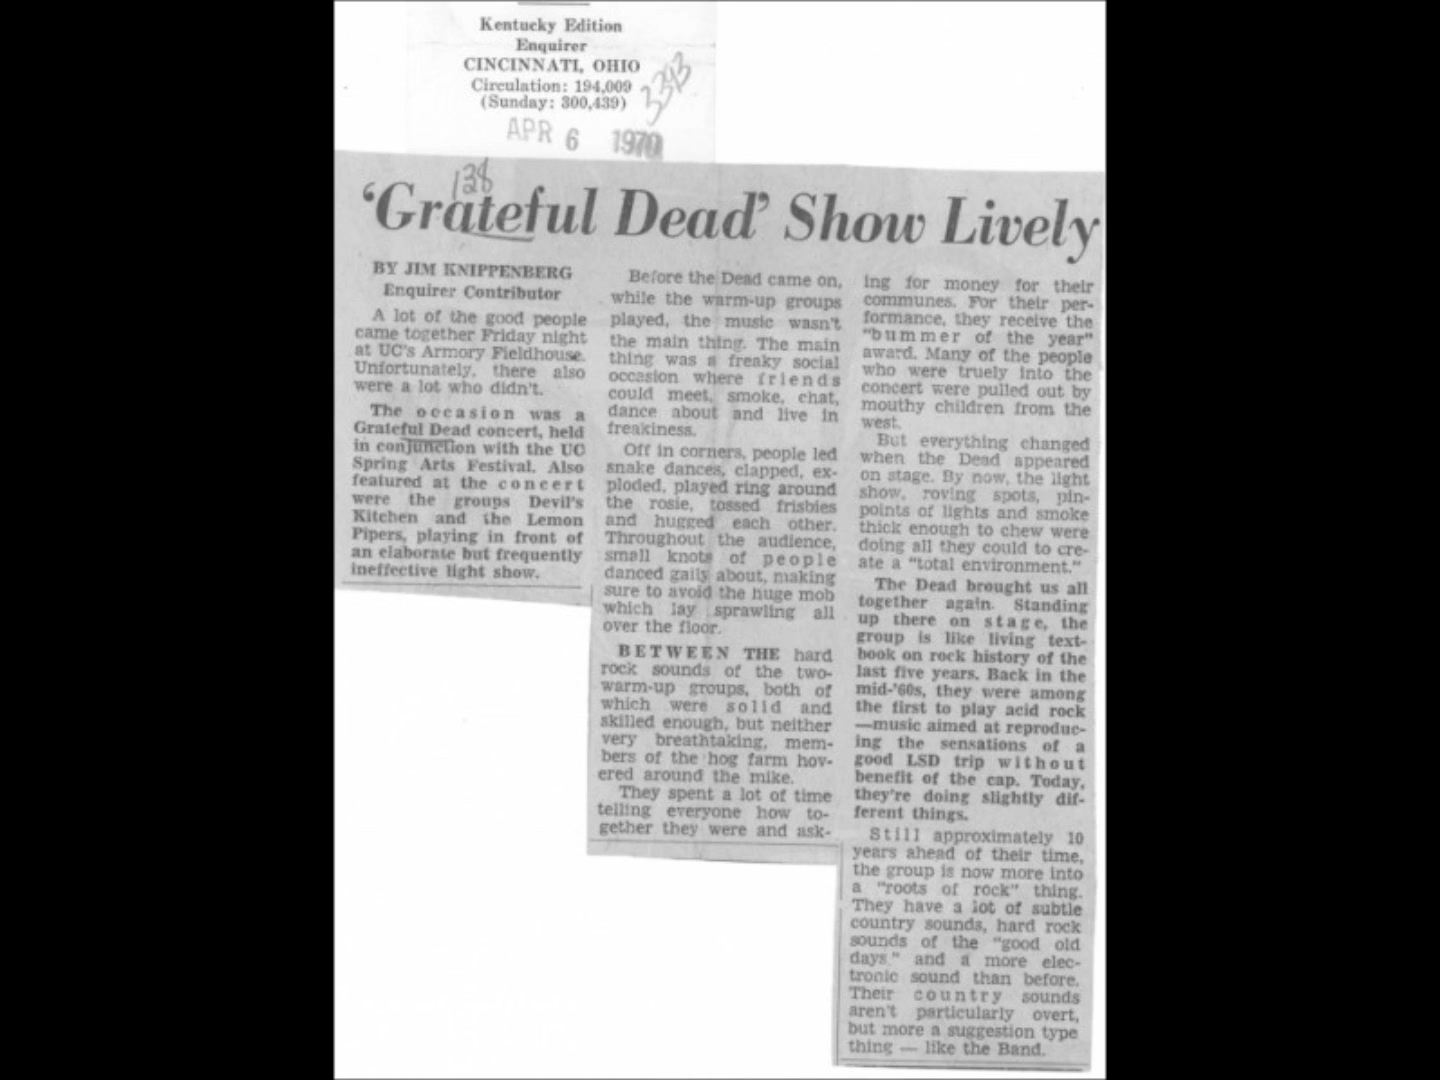 Kentucky Edition
Enquirer
CINCINNATI, OHIO
Circulation: 194,009
(Sunday: 300,439)
3393
APR 6 1970
128
‘Grateful Dead’ Show Lively
BY JIM KNIPPENBERG
Enquirer Contributor
A lot of the good people
came together Friday night
at UC's Armory Fieldhouse.
Unfortunately, there also
were a lot who didn't.
The occasion was a
Grateful Dead concert, held
in conjunction with the UC
Spring Arts Festival. Also
featured at the concert
were the groups Devil's
Kitchen and the Lemon
Pipers, playing in front of
an elaborate but frequently
ineffective light show.
Before the Dead came on,
while the warm-up groups
played, the music wasn't
the main thing. The main
thing was a freaky social
occasion where friends
could meet, smoke, chat,
dance about and live in
freakiness.
Off in corners, people led
snake dances, clapped, ex-
ploded, played ring around
the rosie, tossed frisbies
and hugged each other.
Throughout the audience,
small knots of people
danced gaily about, making
sure to avoid the huge mob
which lay sprawling all
over the floor.
BETWEEN THE hard
rock sounds of the two-
warm-up groups, both of
which were solid and
skilled enough, but neither
very breathtaking, mem-
bers of the hog farm hov-
ered around the mike.
They spent a lot of time
telling everyone how to-
gether they were and ask-
ing for money for their
communes. For their per-
formance, they receive the
"bummer of the year"
award. Many of the people
who were truely into the
concert were pulled out by
mouthy children from the
west.
But everything changed
when the Dead appeared
on stage. By now, the light
show, roving spots, pin-
points of lights and smoke
thick enough to chew were
doing all they could to cre-
ate a "total environment."
The Dead brought us all
together again. Standing
up there on stage, the
group is like living text-
book on rock history of the
last five years. Back in the
mid-'60s, they were among
the first to play acid rock
—music aimed at reproduc-
ing the sensations of a
good LSD trip without
benefit of the cap. Today,
they're doing slightly dif-
ferent things.
Still approximately 10
years ahead of their time,
the group is now more into
a "roots of rock" thing.
They have a lot of subtle
country sounds, hard rock
sounds of the "good old
days" and a more elec-
tronic sound than before.
Their country sounds
aren't particularly overt,
but more a suggestion type
thing — like the Band.